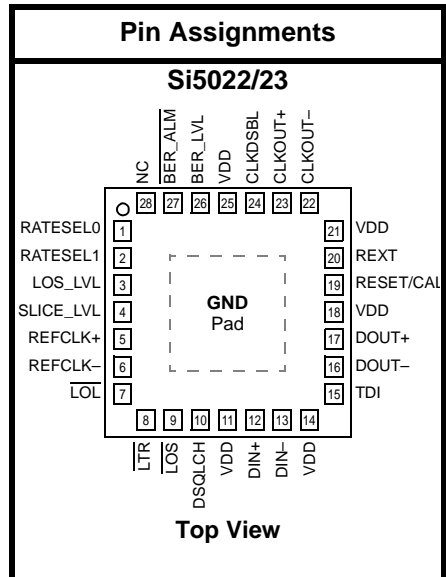 Pin Assignments
Si5022/23
NC
BER_ALM
BER_LVL
VDD
CLKDSBL
CLKOUT+
CLKOUT–
28 27 26 25 24 23 22
RATESEL0 1
RATESEL1 2
LOS_LVL 3
SLICE_LVL 4
REFCLK+ 5
REFCLK– 6
LOL 7
GND
Pad
21 VDD
20 REXT
19 RESET/CAL
18 VDD
17 DOUT+
16 DOUT–
15 TDI
8 9 10 11 12 13 14
LTR
LOS
DSQLCH
VDD
DIN+
DIN–
VDD
Top View